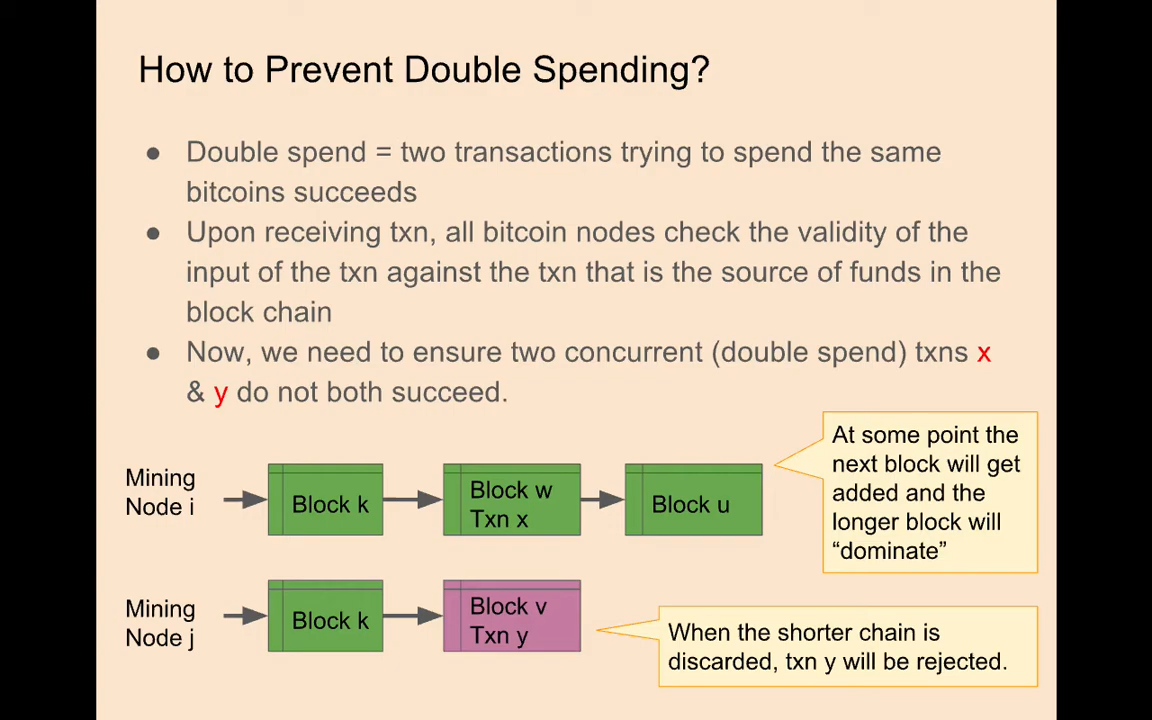 How to Prevent Double Spending?
● Double spend = two transactions trying to spend the same
bitcoins succeeds
● Upon receiving txn, all bitcoin nodes check the validity of the
input of the txn against the txn that is the source of funds in the
block chain
● Now, we need to ensure two concurrent (double spend) txns x
& y do not both succeed.
Mining
Node i
Block k
Block w
Txn x
Block u
At some point the
next block will get
added and the
longer block will
“dominate”
Mining
Node j
Block k
Block v
Txn y
When the shorter chain is
discarded, txn y will be rejected.